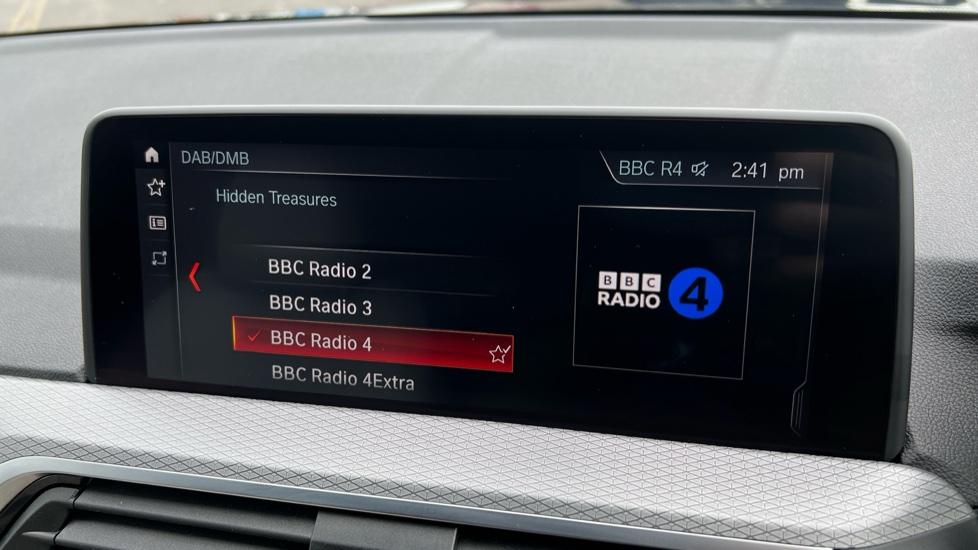 DAB/DMB
BBC R4 2:41 pm
Hidden Treasures
BBC Radio 2
BBC Radio 3
BBC Radio 4
BBC Radio 4Extra
BBC
RADIO 4